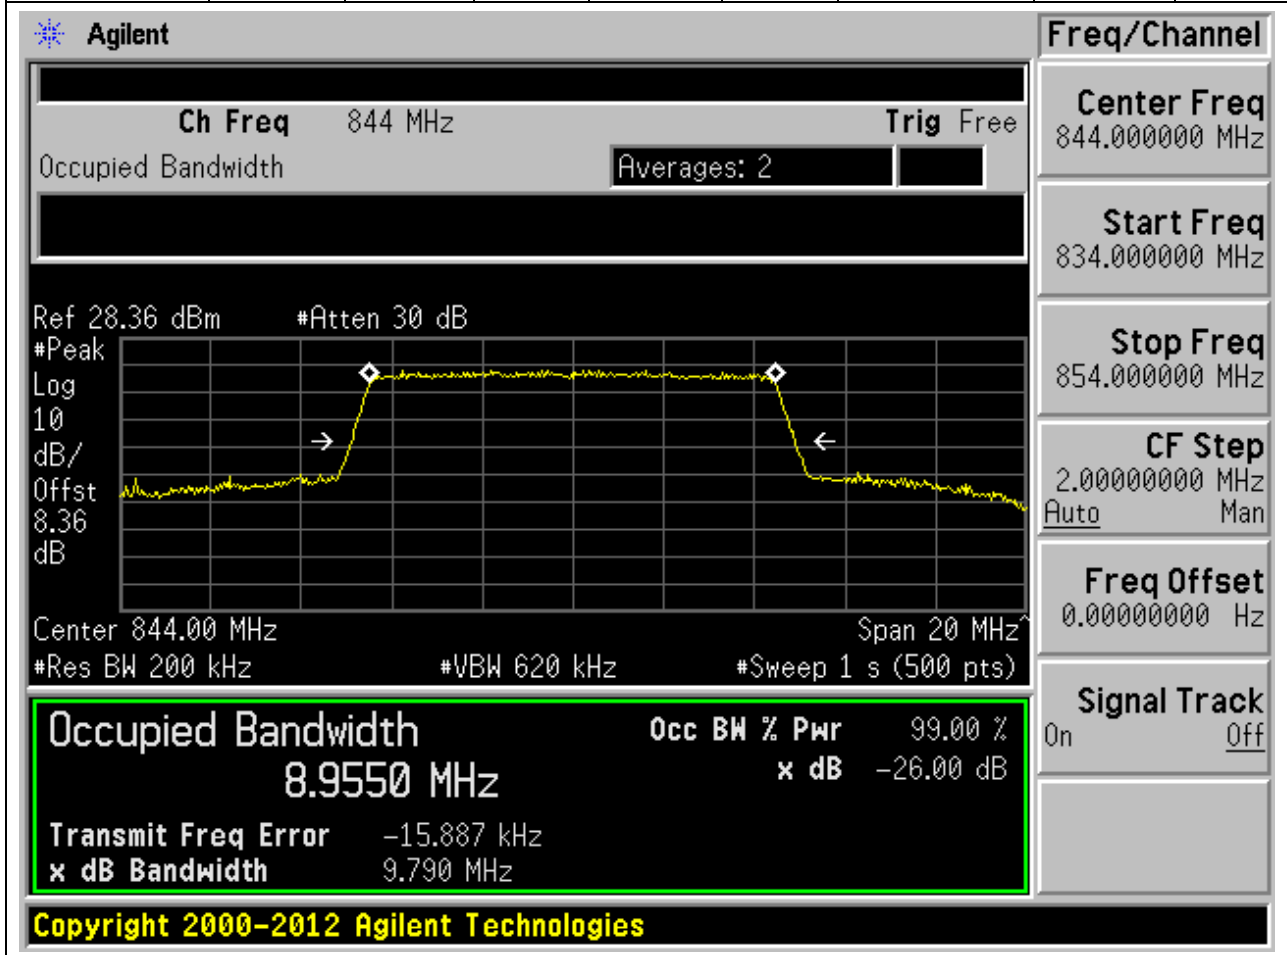 Agilent
Freq/Channel
Ch Freq 844 MHz Trig Free
Occupied Bandwidth Averages: 2
Center Freq
844.000000 MHz
Start Freq
834.000000 MHz
Stop Freq
854.000000 MHz
CF Step
2.00000000 MHz
Auto Man
Freq Offset
0.00000000 Hz
Signal Track
On Off
Ref 28.36 dBm #Atten 30 dB
#Peak
Log
10
dB/
Offst
8.36
dB
Center 844.00 MHz Span 20 MHz^
#Res BW 200 kHz #VBW 620 kHz #Sweep 1 s (500 pts)
Occupied Bandwidth Occ BW % Pwr 99.00 %
8.9550 MHz x dB -26.00 dB
Transmit Freq Error -15.887 kHz
x dB Bandwidth 9.790 MHz
Copyright 2000-2012 Agilent Technologies